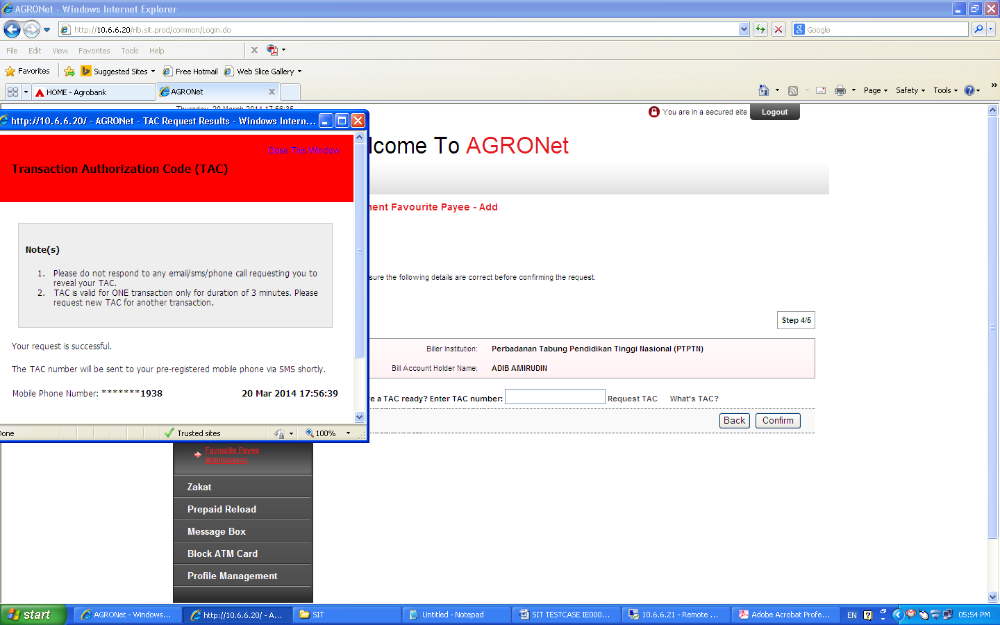 AGRONet - Windows Internet Explorer
http://10.6.6.20/rib.sit.prod/common/Login.do
Google
File Edit View Favorites Tools Help
x
Favorites Suggested Sites Free Hotmail Web Slice Gallery
HOME - Agrobank AGRONet x Page Safety Tools »
Thursday, 20 March 2014 17:56:35
You are in a secured site Logout
http://10.6.6.20/ - AGRONet - TAC Request Results - Windows Intern...
lcome To AGRONet
Close This Window
Transaction Authorization Code (TAC)
nent Favourite Payee - Add
Note(s)
1. Please do not respond to any email/sms/phone call requesting you to
reveal your TAC.
2. TAC is valid for ONE transaction only for duration of 3 minutes. Please
request new TAC for another transaction.
sure the following details are correct before confirming the request.
Step 4/5
Your request is successful.
Biller Institution: Perbadanan Tabung Pendidikan Tinggi Nasional (PTPTN)
The TAC number will be sent to your pre-registered mobile phone via SMS shortly.
Bill Account Holder Name: ADIB AMIRUDIN
Mobile Phone Number: *******1938 20 Mar 2014 17:56:39
e a TAC ready? Enter TAC number: Request TAC What's TAC?
Back Confirm
one Trusted sites 100%
Favourite Payee
Maintenance
Zakat
Prepaid Reload
Message Box
Block ATM Card
Profile Management
start AGRONet - Windows... http://10.6.6.20/ - A... SIT Untitled - Notepad SIT TESTCASE IE000... 10.6.6.21 - Remote ... Adobe Acrobat Profe... EN 05:54 PM